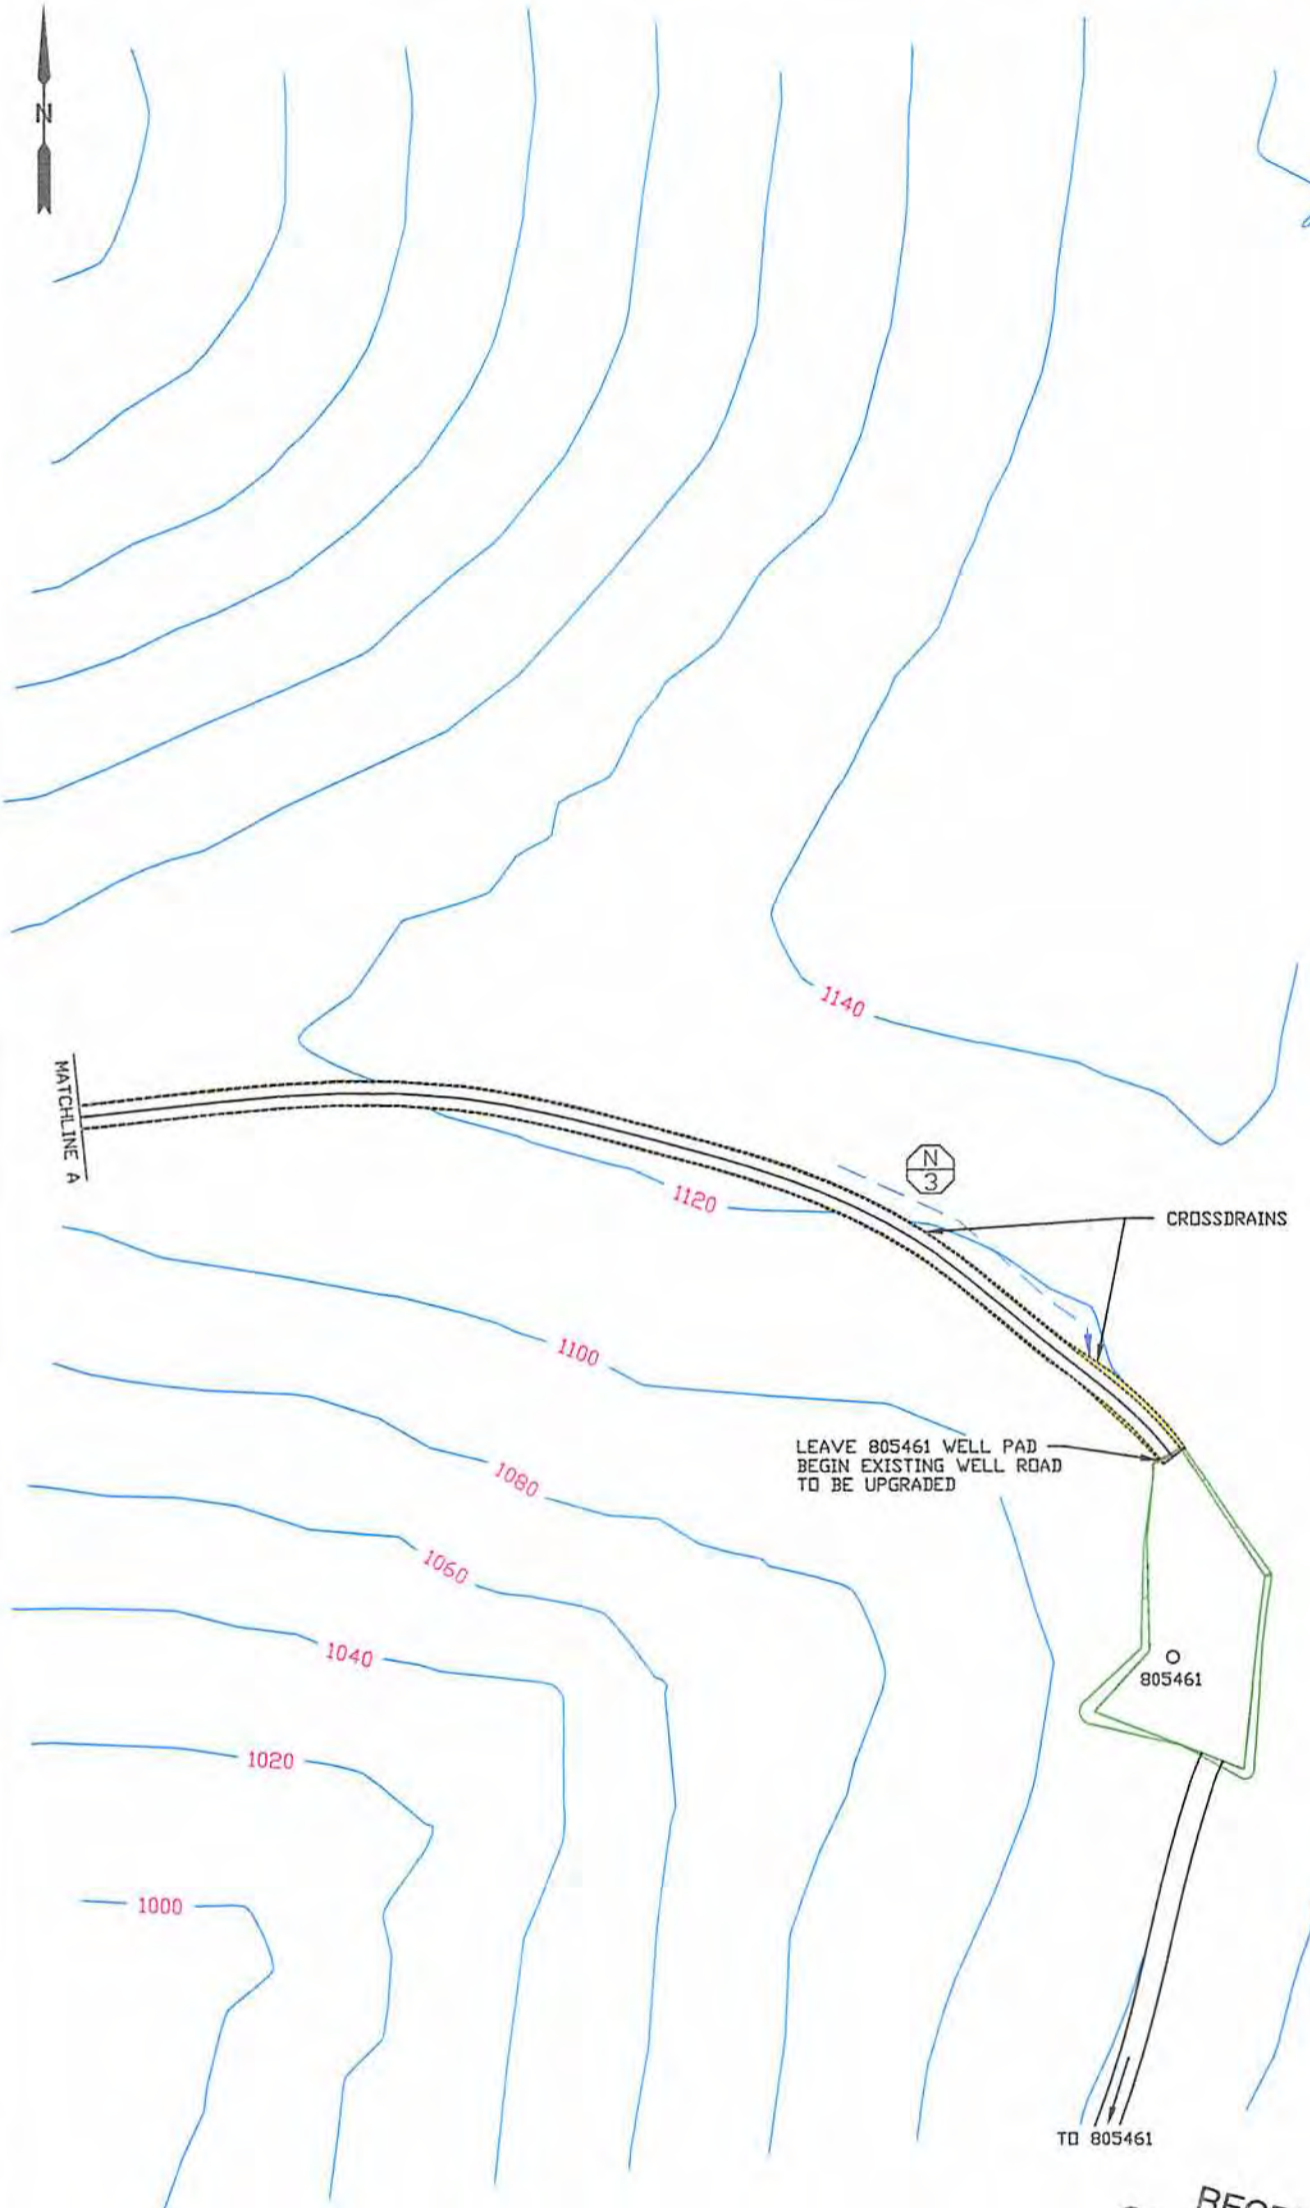 N
1140
MATCHLINE A
N
3
1120
CROSSDRAINS
1100
LEAVE 805461 WELL PAD
BEGIN EXISTING WELL ROAD
TO BE UPGRADED
1080
1060
1040
805461
1020
1000
TO 805461